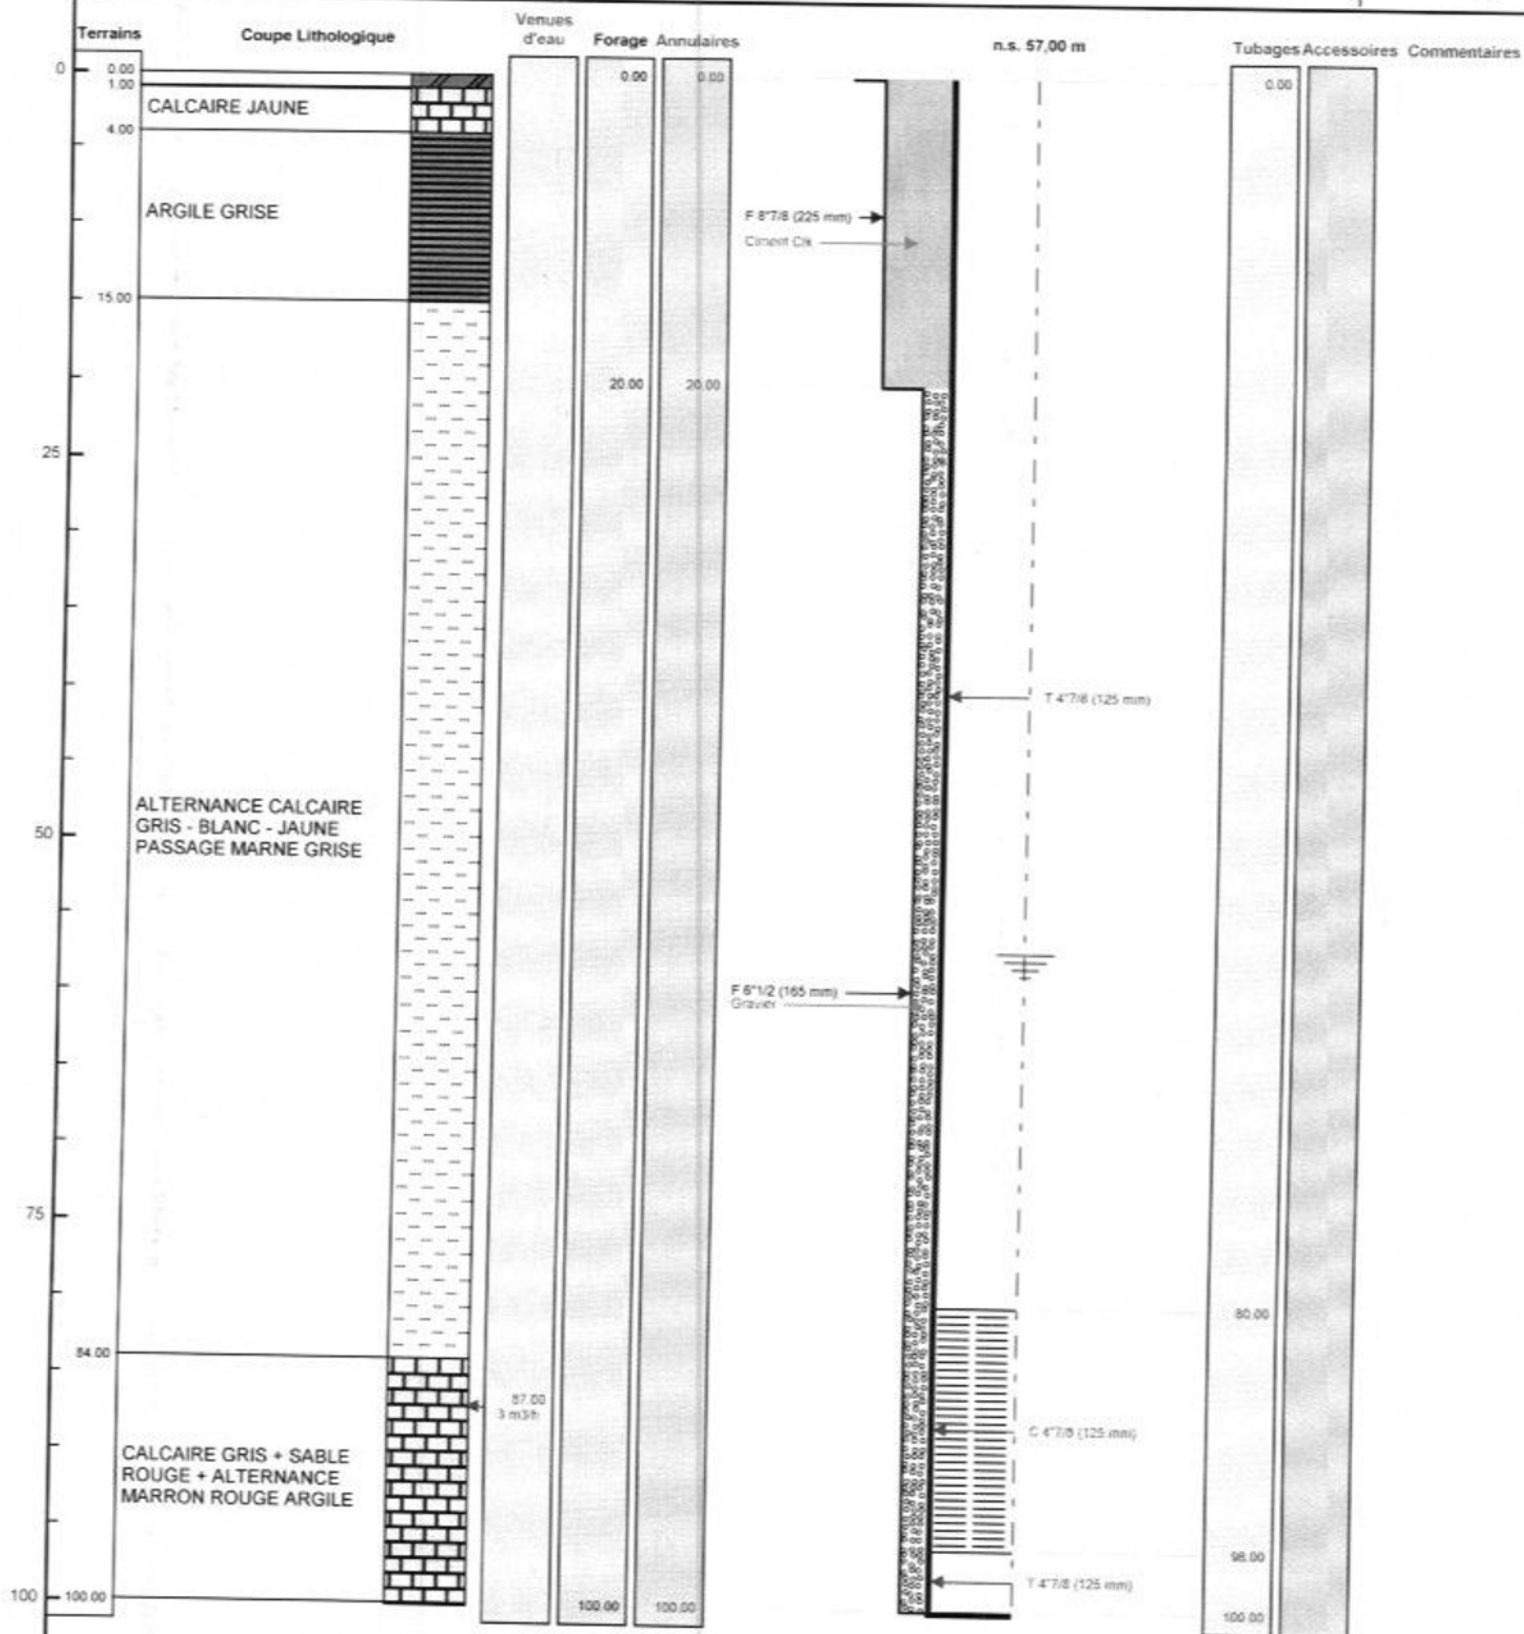 Terrains
Coupe Lithologique
Venues
d'eau
Forage
Annulaires
n.s. 57,00 m
Tubages
Accessoires
Commentaires
0
0.00
0.00
0.00
0.00
1.00
CALCAIRE JAUNE
4.00
ARGILE GRISE
F 8"7/8 (225 mm)
Ciment Clk
15.00
20.00
20.00
25
T 4"7/8 (125 mm)
ALTERNANCE CALCAIRE
50
GRIS - BLANC - JAUNE
PASSAGE MARNE GRISE
F 6"1/2 (165 mm)
Gravier
75
80.00
84.00
87.00
3 m3/h
C 4"7/8 (125 mm)
CALCAIRE GRIS + SABLE
ROUGE + ALTERNANCE
MARRON ROUGE ARGILE
98.00
T 4"7/8 (125 mm)
100
100.00
100.00
100.00
100.00